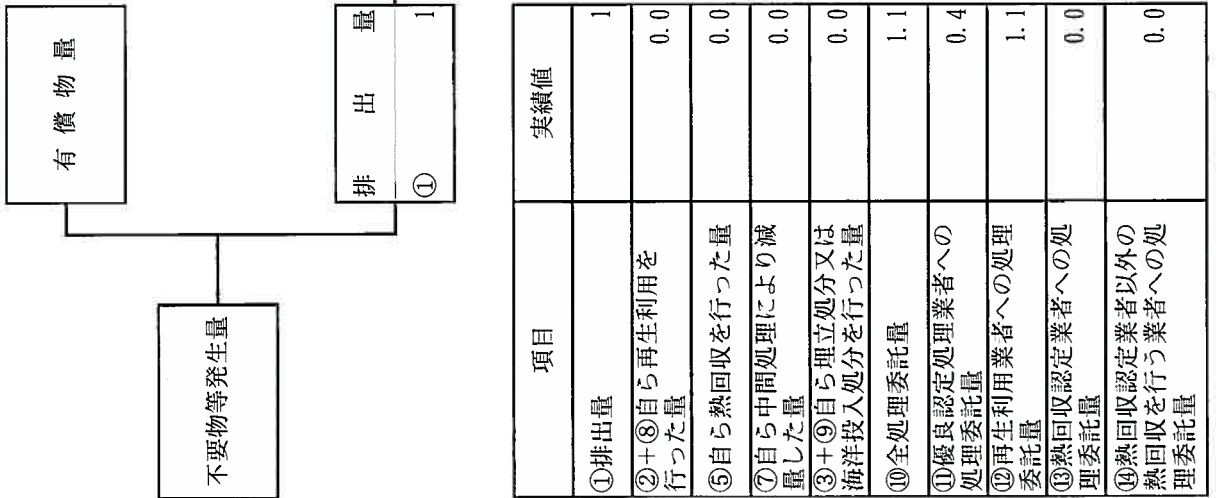 有償物量
不要物等発生量
排出量
① 1
項目 実績値
①排出量 1
②+⑧自ら再生利用を
行った量 0.0
⑤自ら熱回収を行った量 0.0
⑦自ら中間処理により減
量した量 0.0
③+⑨自ら埋立処分又は
海洋投入処分を行った量 0.0
⑩全処理委託量 1.1
⑪優良認定処理業者への
処理委託量 0.4
⑫再生利用業者への処理
委託量 1.1
⑬熱回収認定業者への処
理委託量 0.0
⑭熱回収認定業者以外の
熱回収を行う業者への処
理委託量 0.0